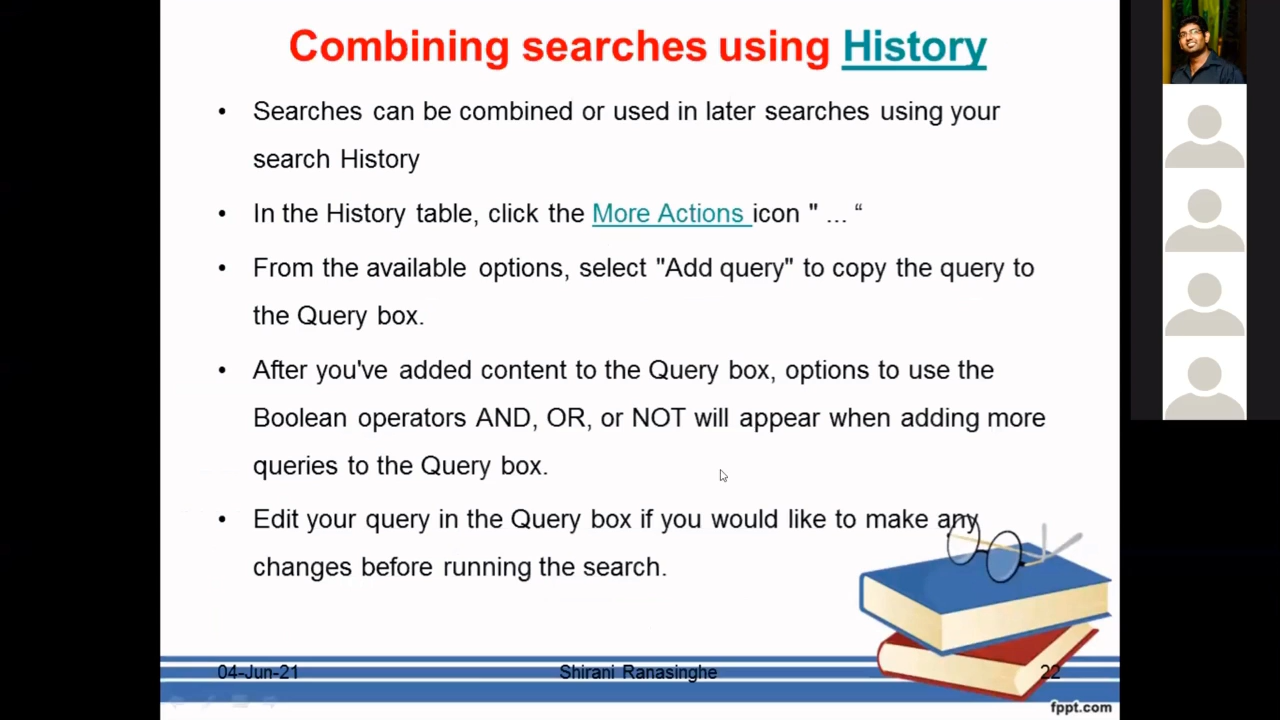 Combining searches using History
• Searches can be combined or used in later searches using your
search History
• In the History table, click the More Actions icon " ... “
• From the available options, select "Add query" to copy the query to
the Query box.
• After you've added content to the Query box, options to use the
Boolean operators AND, OR, or NOT will appear when adding more
queries to the Query box.
• Edit your query in the Query box if you would like to make any
changes before running the search.
04-Jun-21 Shirani Ranasinghe 22
fppt.com